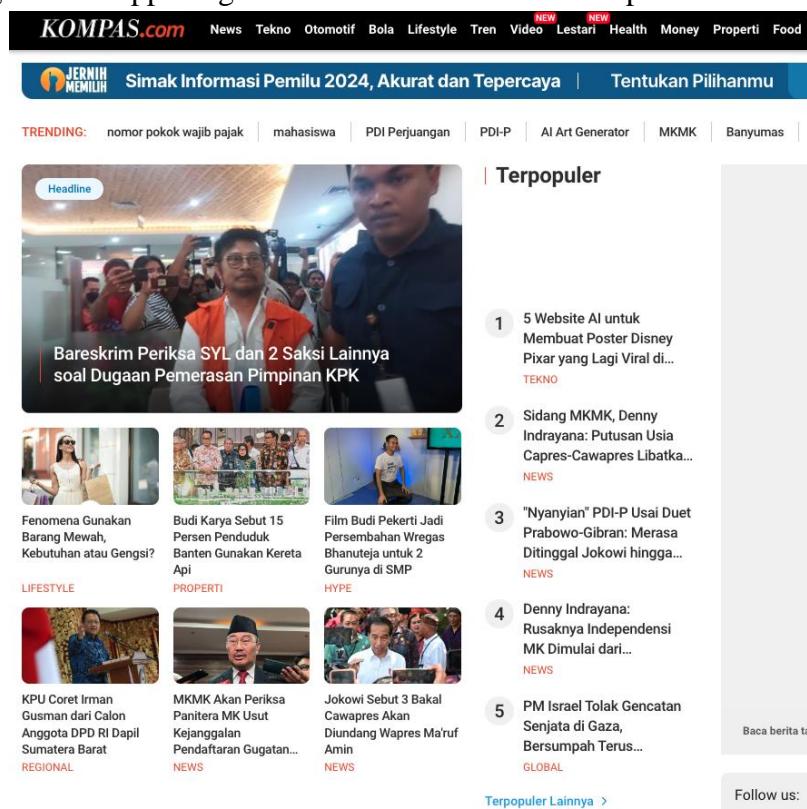 KOMPAS.com
News Tekno Otomotif Bola Lifestyle Tren Video Lestari Health Money Properti Food
NEW NEW
JERNIH
MEMILIH
Simak Informasi Pemilu 2024, Akurat dan Tepercaya | Tentukan Pilihanmu
TRENDING: nomor pokok wajib pajak mahasiswa PDI Perjuangan PDI-P AI Art Generator MKMK Banyumas
Headline
Bareskrim Periksa SYL dan 2 Saksi Lainnya
soal Dugaan Pemerasan Pimpinan KPK
Fenomena Gunakan
Barang Mewah,
Kebutuhan atau Gengsi?
LIFESTYLE
Budi Karya Sebut 15
Persen Penduduk
Banten Gunakan Kereta
Api
PROPERTI
Film Budi Pekerti Jadi
Persembahan Wregas
Bhanuteja untuk 2
Gurunya di SMP
HYPE
KPU Coret Irman
Gusman dari Calon
Anggota DPD RI Dapil
Sumatera Barat
REGIONAL
MKMK Akan Periksa
Panitera MK Usut
Kejanggalan
Pendaftaran Gugatan...
NEWS
Jokowi Sebut 3 Bakal
Cawapres Akan
Diundang Wapres Ma'ruf
Amin
NEWS
Terpopuler
1
5 Website AI untuk
Membuat Poster Disney
Pixar yang Lagi Viral di...
TEKNO
2
Sidang MKMK, Denny
Indrayana: Putusan Usia
Capres-Cawapres Libatka...
NEWS
3
"Nyanyian" PDI-P Usai Duet
Prabowo-Gibran: Merasa
Ditinggal Jokowi hingga...
NEWS
4
Denny Indrayana:
Rusaknya Independensi
MK Dimulai dari...
NEWS
5
PM Israel Tolak Gencatan
Senjata di Gaza,
Bersumpah Terus...
GLOBAL
Terpopuler Lainnya >
Baca berita
Follow us: